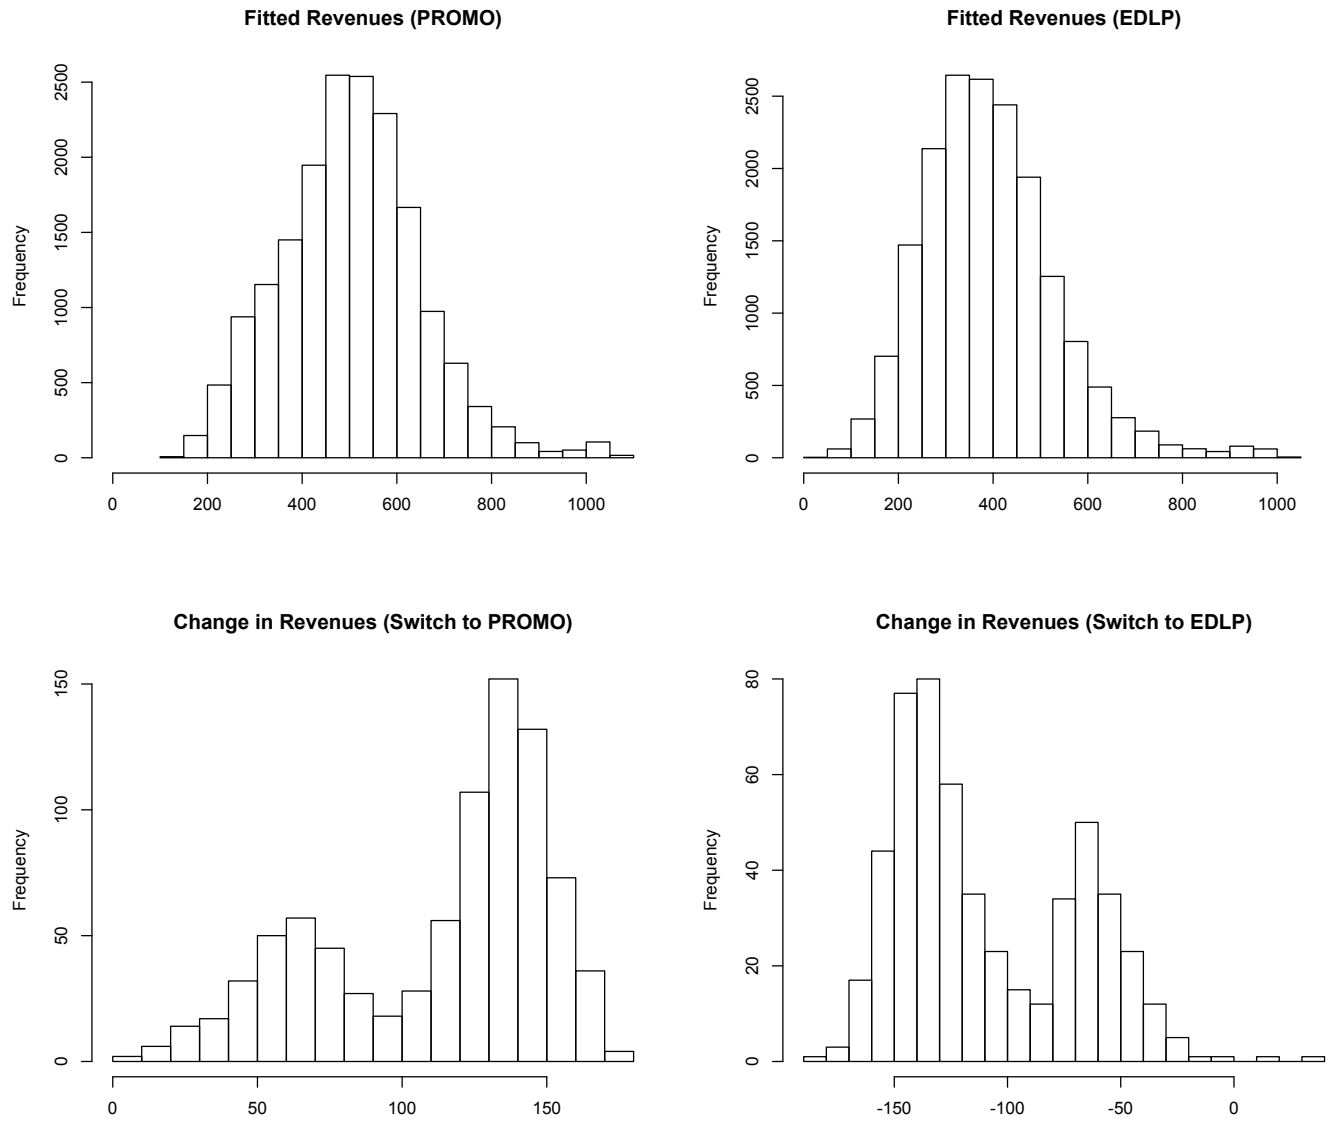 Fitted Revenues (PROMO)
Frequency
2500
2000
1500
1000
500
0
0 200 400 600 800 1000
Fitted Revenues (EDLP)
Frequency
2500
2000
1500
1000
500
0
0 200 400 600 800 1000
Change in Revenues (Switch to PROMO)
Frequency
150
100
50
0
0 50 100 150
Change in Revenues (Switch to EDLP)
Frequency
80
60
40
20
0
-150 -100 -50 0